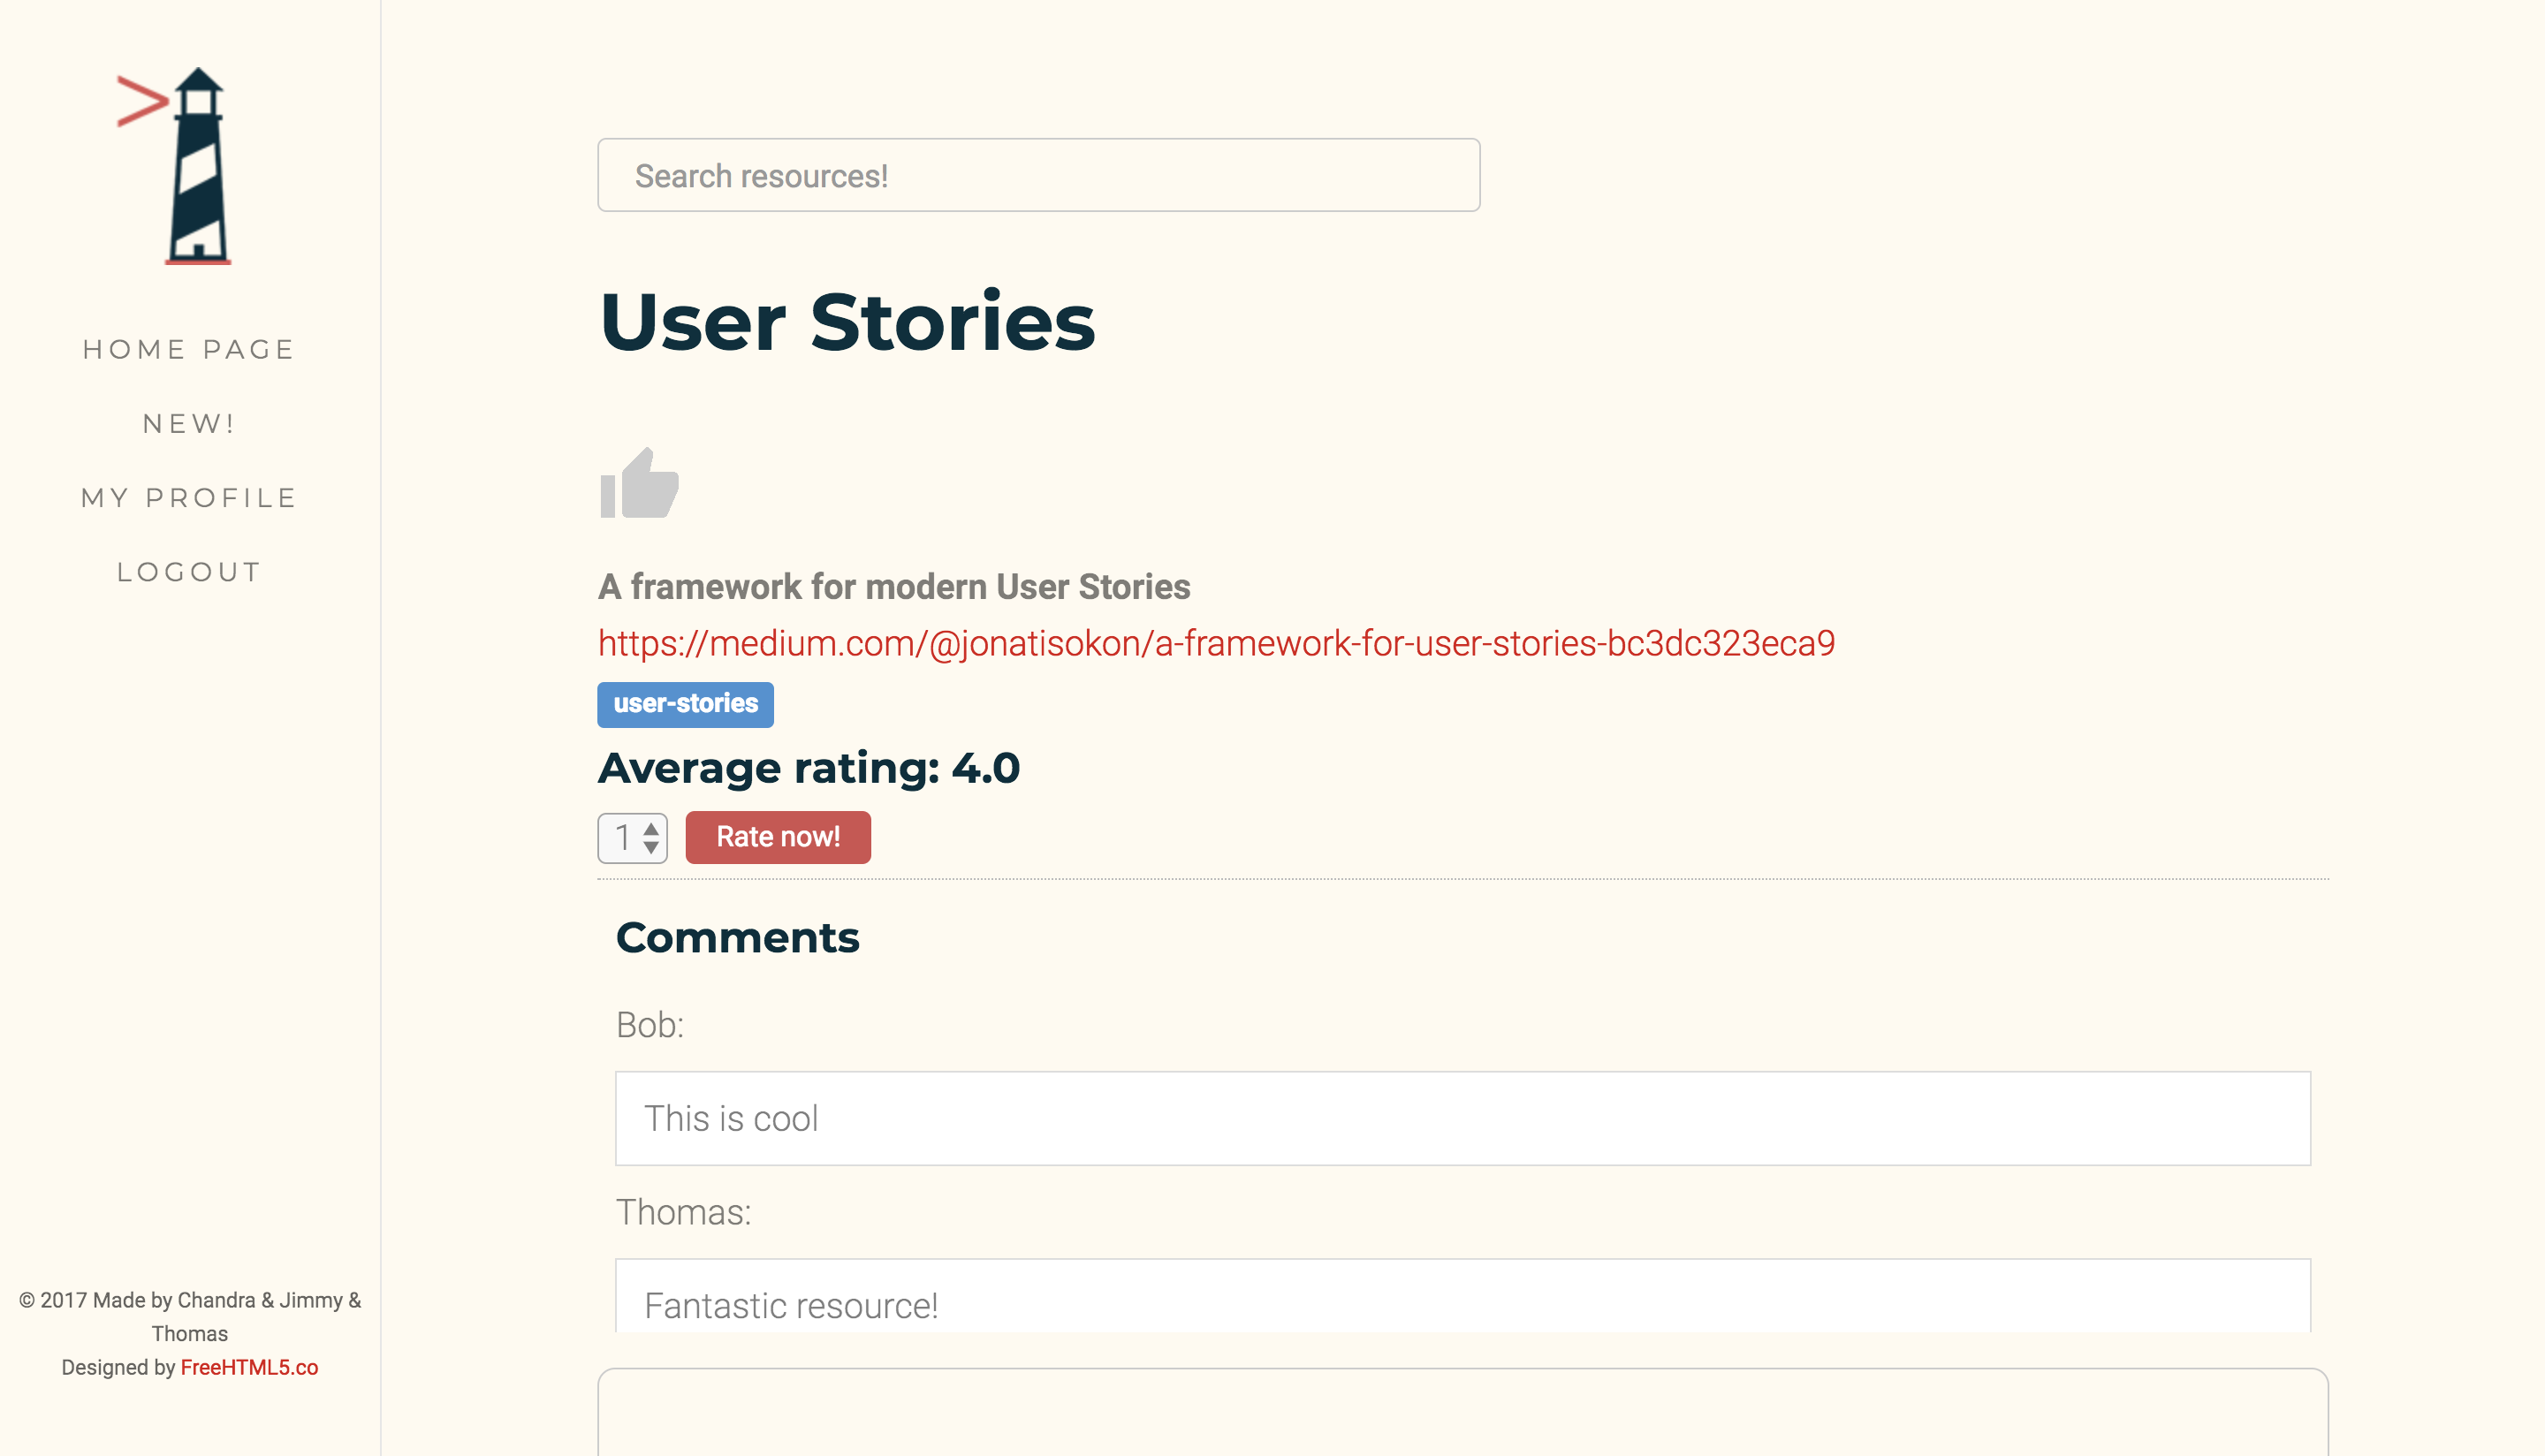 HOME PAGE
NEW!
MY PROFILE
LOGOUT
© 2017 Made by Chandra & Jimmy &
Thomas
Designed by FreeHTML5.co
Search resources!
User Stories
A framework for modern User Stories
https://medium.com/@jonatisokon/a-framework-for-user-stories-bc3dc323eca9
user-stories
Average rating: 4.0
1 Rate now!
Comments
Bob:
This is cool
Thomas:
Fantastic resource!